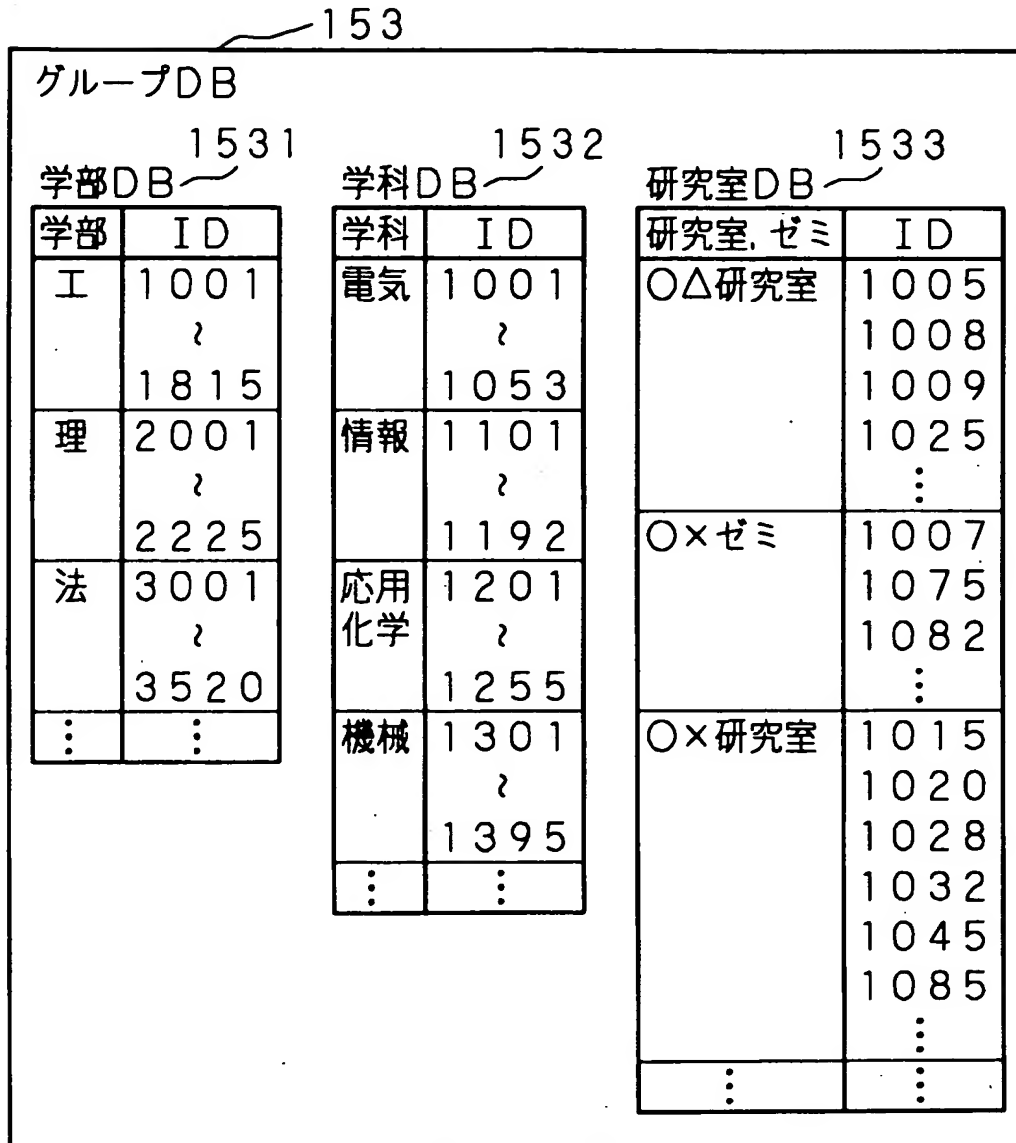 153
グループDB
1531
学部DB
学部 ID
工 1001
~
1815
理 2001
~
2225
法 3001
~
3520
⋮ ⋮
1532
学科DB
学科 ID
電気 1001
~
1053
情報 1101
~
1192
応用 1201
化学 ~
1255
機械 1301
~
1395
⋮ ⋮
1533
研究室DB
研究室, ゼミ ID
○△研究室 1005
1008
1009
1025
⋮
○×ゼミ 1007
1075
1082
⋮
○×研究室 1015
1020
1028
1032
1045
1085
⋮
⋮ ⋮